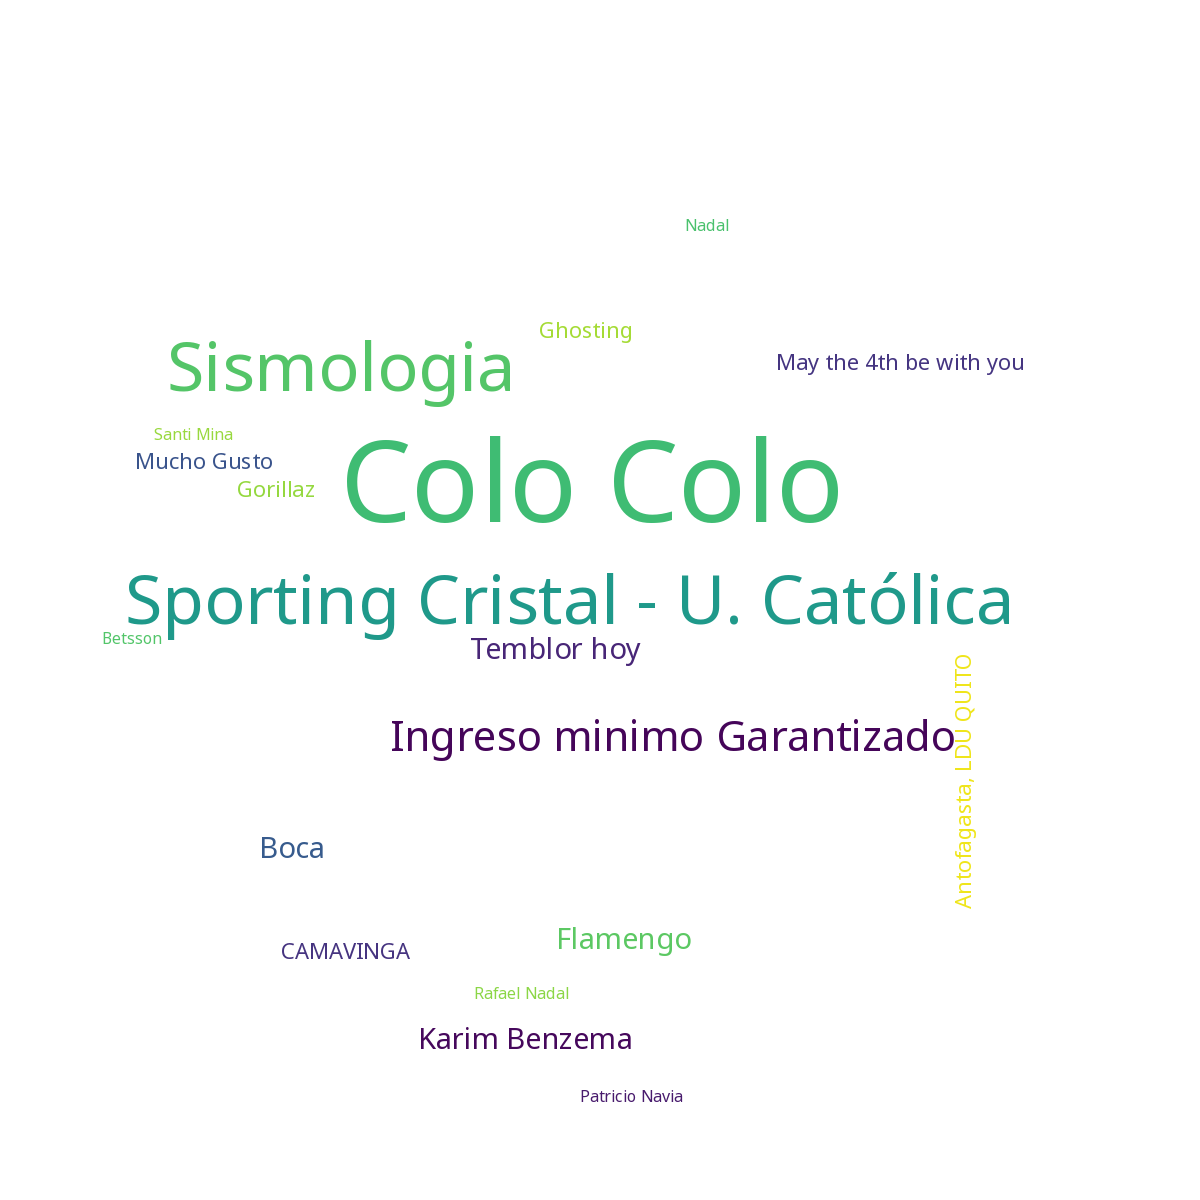 Nadal
Ghosting
Sismologia
May the 4th be with you
Santi Mina
Mucho Gusto
Gorillaz
Colo Colo
Sporting Cristal - U. Católica
Betsson
Temblor hoy
Antofagasta, LDU QUITO
Ingreso minimo Garantizado
Boca
Flamengo
CAMAVINGA
Rafael Nadal
Karim Benzema
Patricio Navia